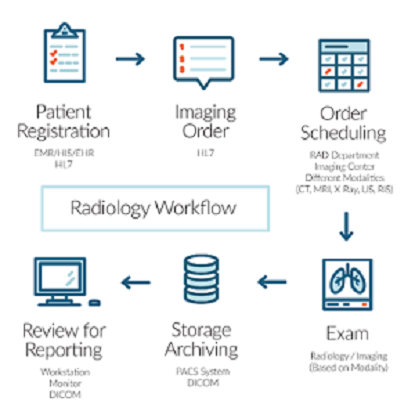 Patient
Registration
EMR/HIS/EHR
HL7
Imaging
Order
HL7
Order
Scheduling
RAD Department
Imaging Center
Different Modalities
(CT, MRI, X Ray, US, RIS)
Radiology Workflow
Review for
Reporting
Workstation
Monitor
DICOM
Storage
Archiving
PACS System
DICOM
Exam
Radiology / Imaging
(Based on Modality)